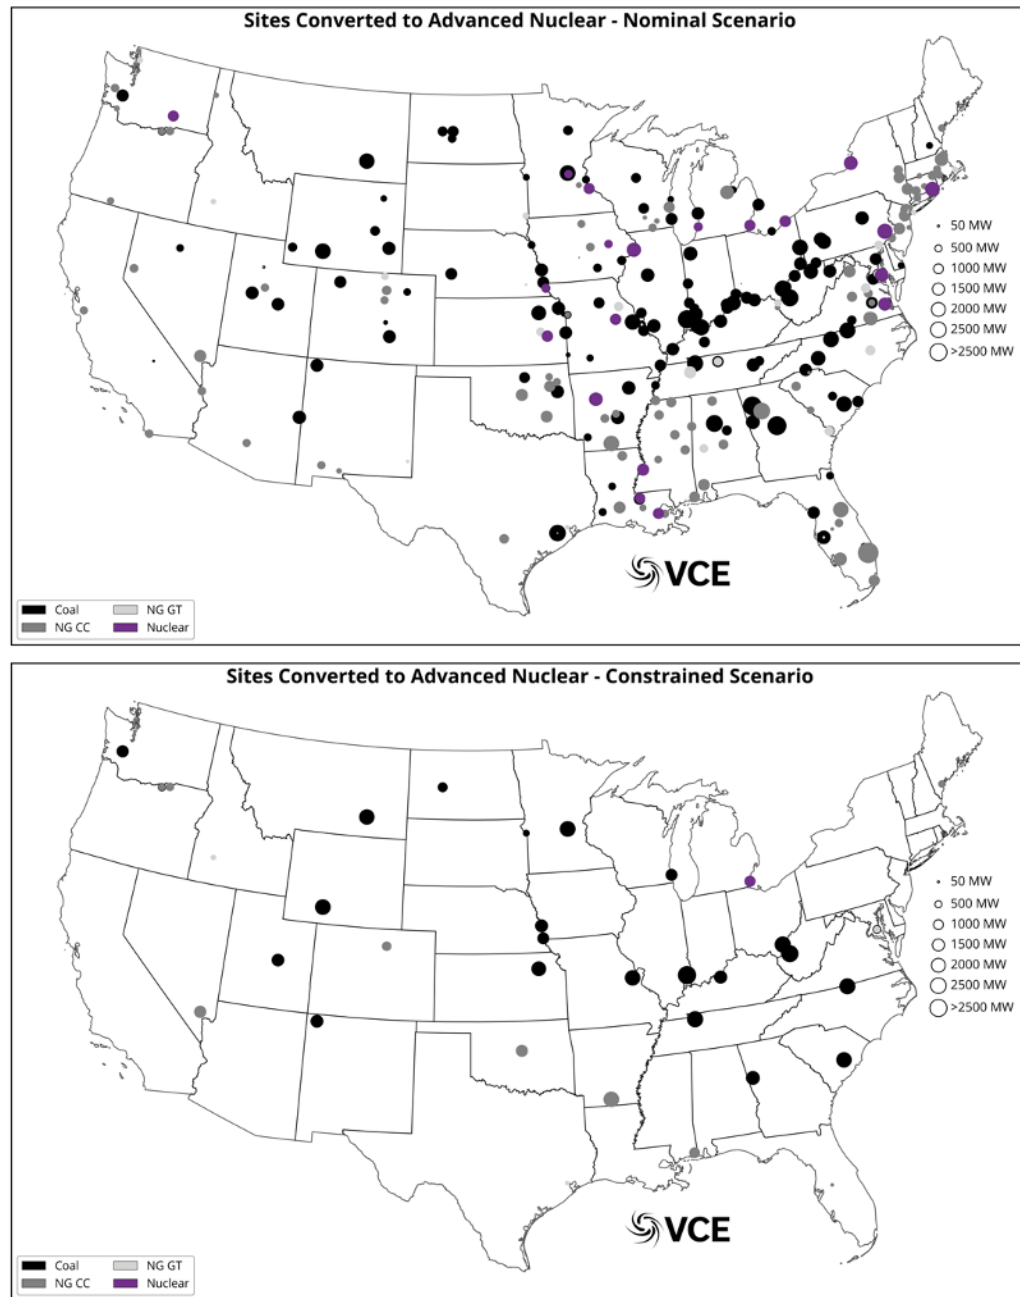 Sites Converted to Advanced Nuclear - Nominal Scenario
50 MW
500 MW
1000 MW
1500 MW
2000 MW
2500 MW
>2500 MW
VCE
Coal
NG GT
NG CC
Nuclear
Sites Converted to Advanced Nuclear - Constrained Scenario
50 MW
500 MW
1000 MW
1500 MW
2000 MW
2500 MW
>2500 MW
VCE
Coal
NG GT
NG CC
Nuclear